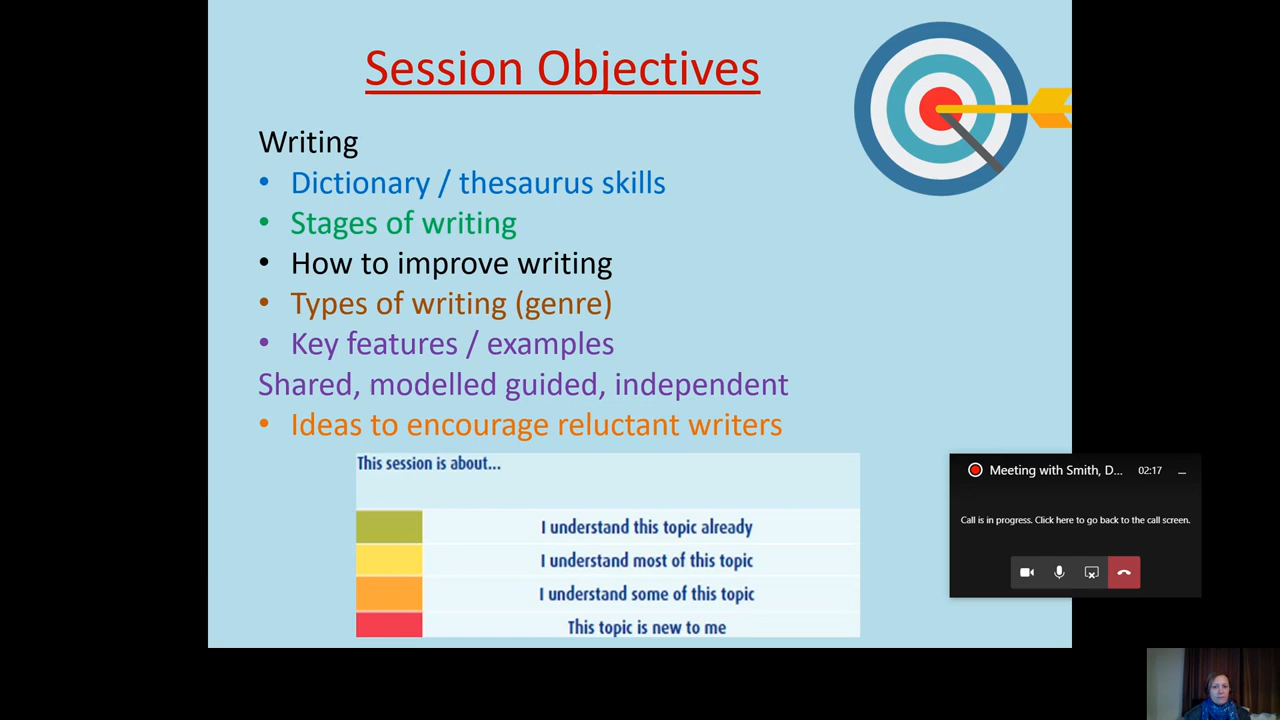 Session Objectives
Writing
• Dictionary / thesaurus skills
• Stages of writing
• How to improve writing
• Types of writing (genre)
• Key features / examples
Shared, modelled guided, independent
• Ideas to encourage reluctant writers
This session is about...
I understand this topic already
I understand most of this topic
I understand some of this topic
This topic is new to me
Meeting with Smith, D... 02:17
Call is in progress. Click here to go back to the call screen.